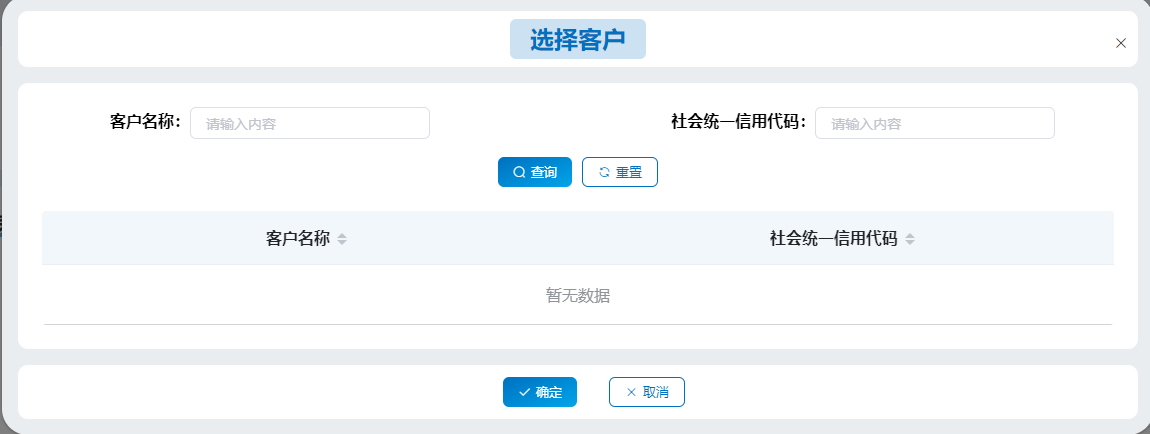 选择客户
客户名称： 请输入内容 社会统一信用代码： 请输入内容
查询 重置
客户名称 社会统一信用代码
暂无数据
确定 取消